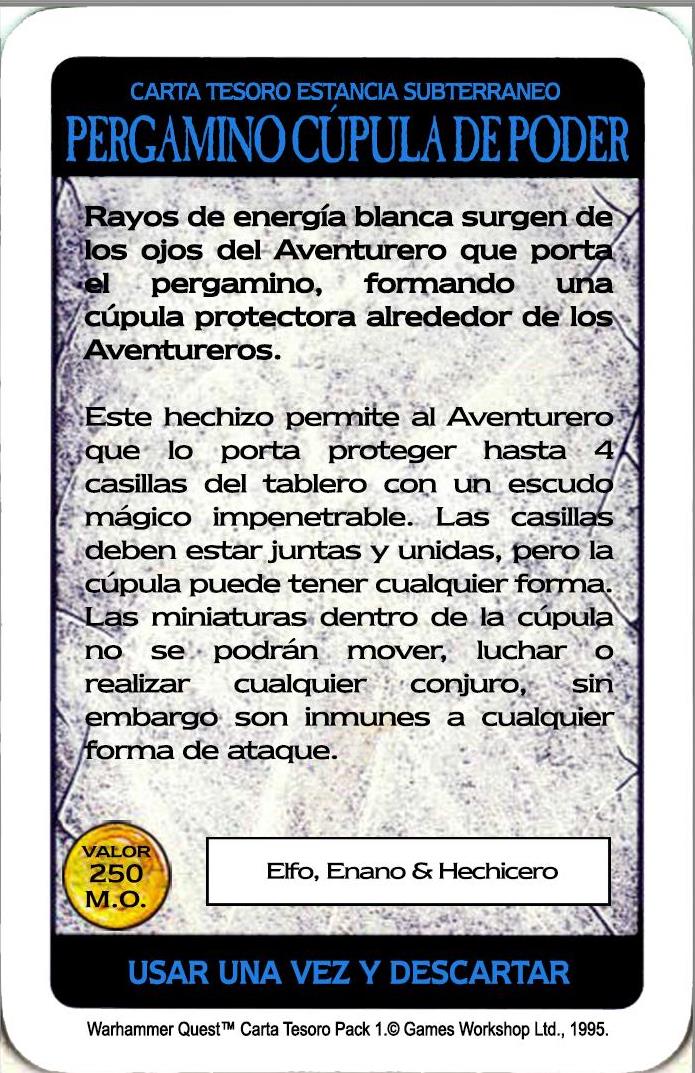 CARTA TESORO ESTANCIA SUBTERRANEO
PERGAMINO CÚPULA DE PODER
Rayos de energía blanca surgen de
los ojos del Aventurero que porta
el pergamino, formando una
cúpula protectora alrededor de los
Aventureros.
Este hechizo permite al Aventurero
que lo porta proteger hasta 4
casillas del tablero con un escudo
mágico impenetrable. Las casillas
deben estar juntas y unidas, pero la
cúpula puede tener cualquier forma.
Las miniaturas dentro de la cúpula
no se podrán mover, luchar o
realizar cualquier conjuro, sin
embargo son inmunes a cualquier
forma de ataque.
VALOR
250
M.O.
Elfo, Enano & Hechicero
USAR UNA VEZ Y DESCARTAR
Warhammer Quest™ Carta Tesoro Pack 1.© Games Workshop Ltd., 1995.